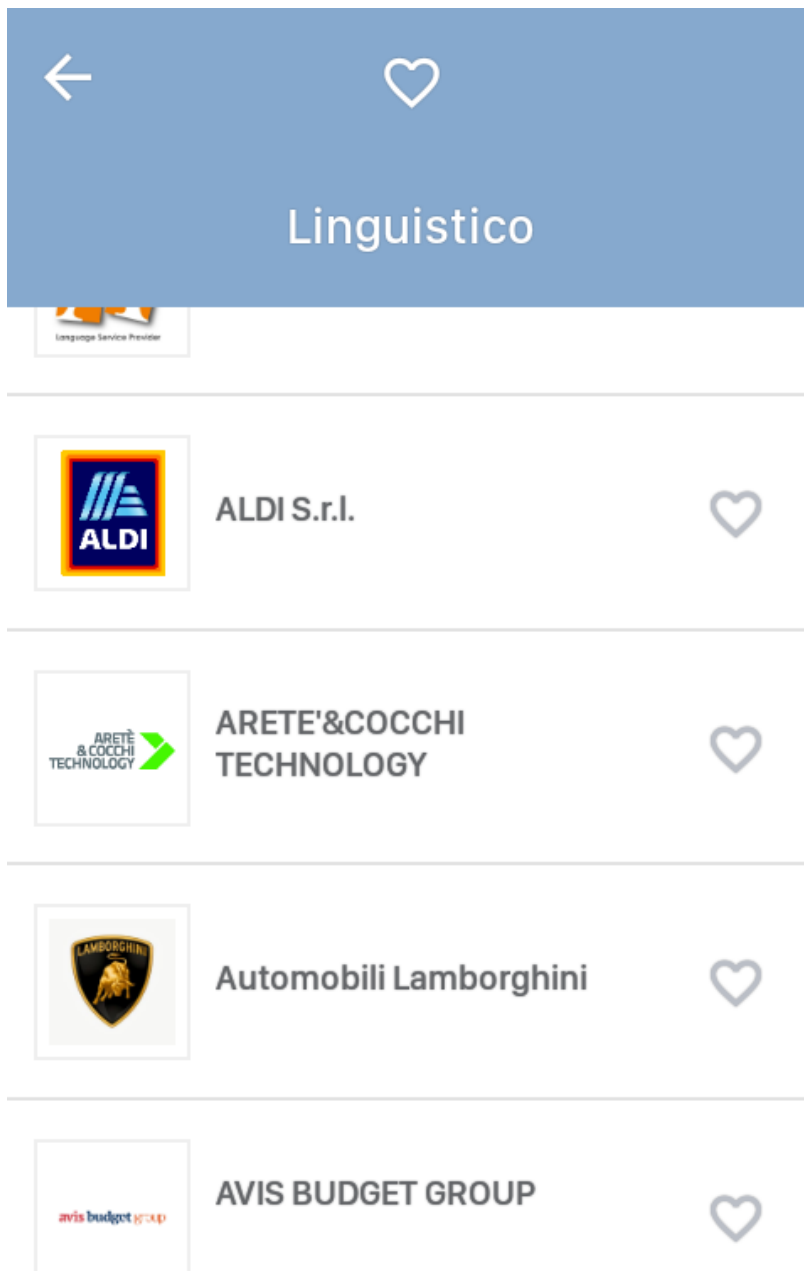 Linguistico
Language Service Provider
ALDI
ALDI S.r.l.
ARETÈ
& COCCHI
TECHNOLOGY
ARETE'&COCCHI
TECHNOLOGY
LAMBORGHINI
Automobili Lamborghini
avis budget group
AVIS BUDGET GROUP